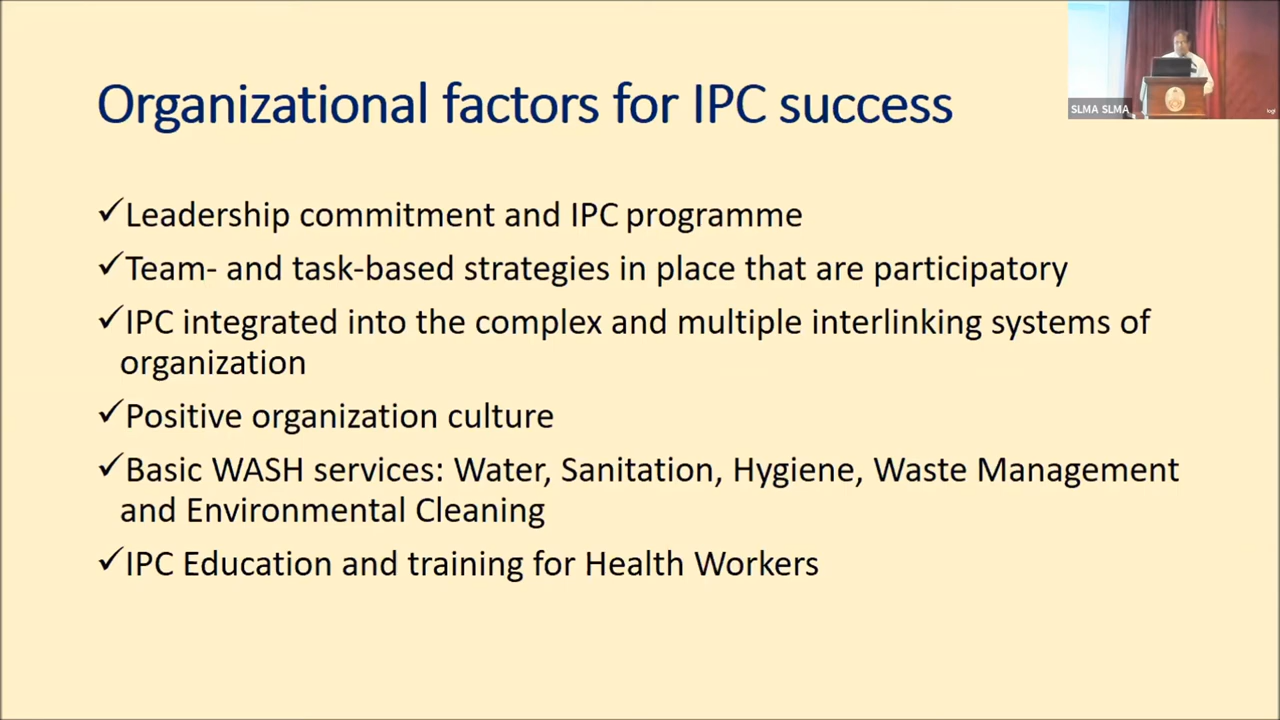 Organizational factors for IPC success
SLMA SLMA
✓Leadership commitment and IPC programme
✓Team- and task-based strategies in place that are participatory
✓IPC integrated into the complex and multiple interlinking systems of
organization
✓Positive organization culture
✓Basic WASH services: Water, Sanitation, Hygiene, Waste Management
and Environmental Cleaning
✓IPC Education and training for Health Workers